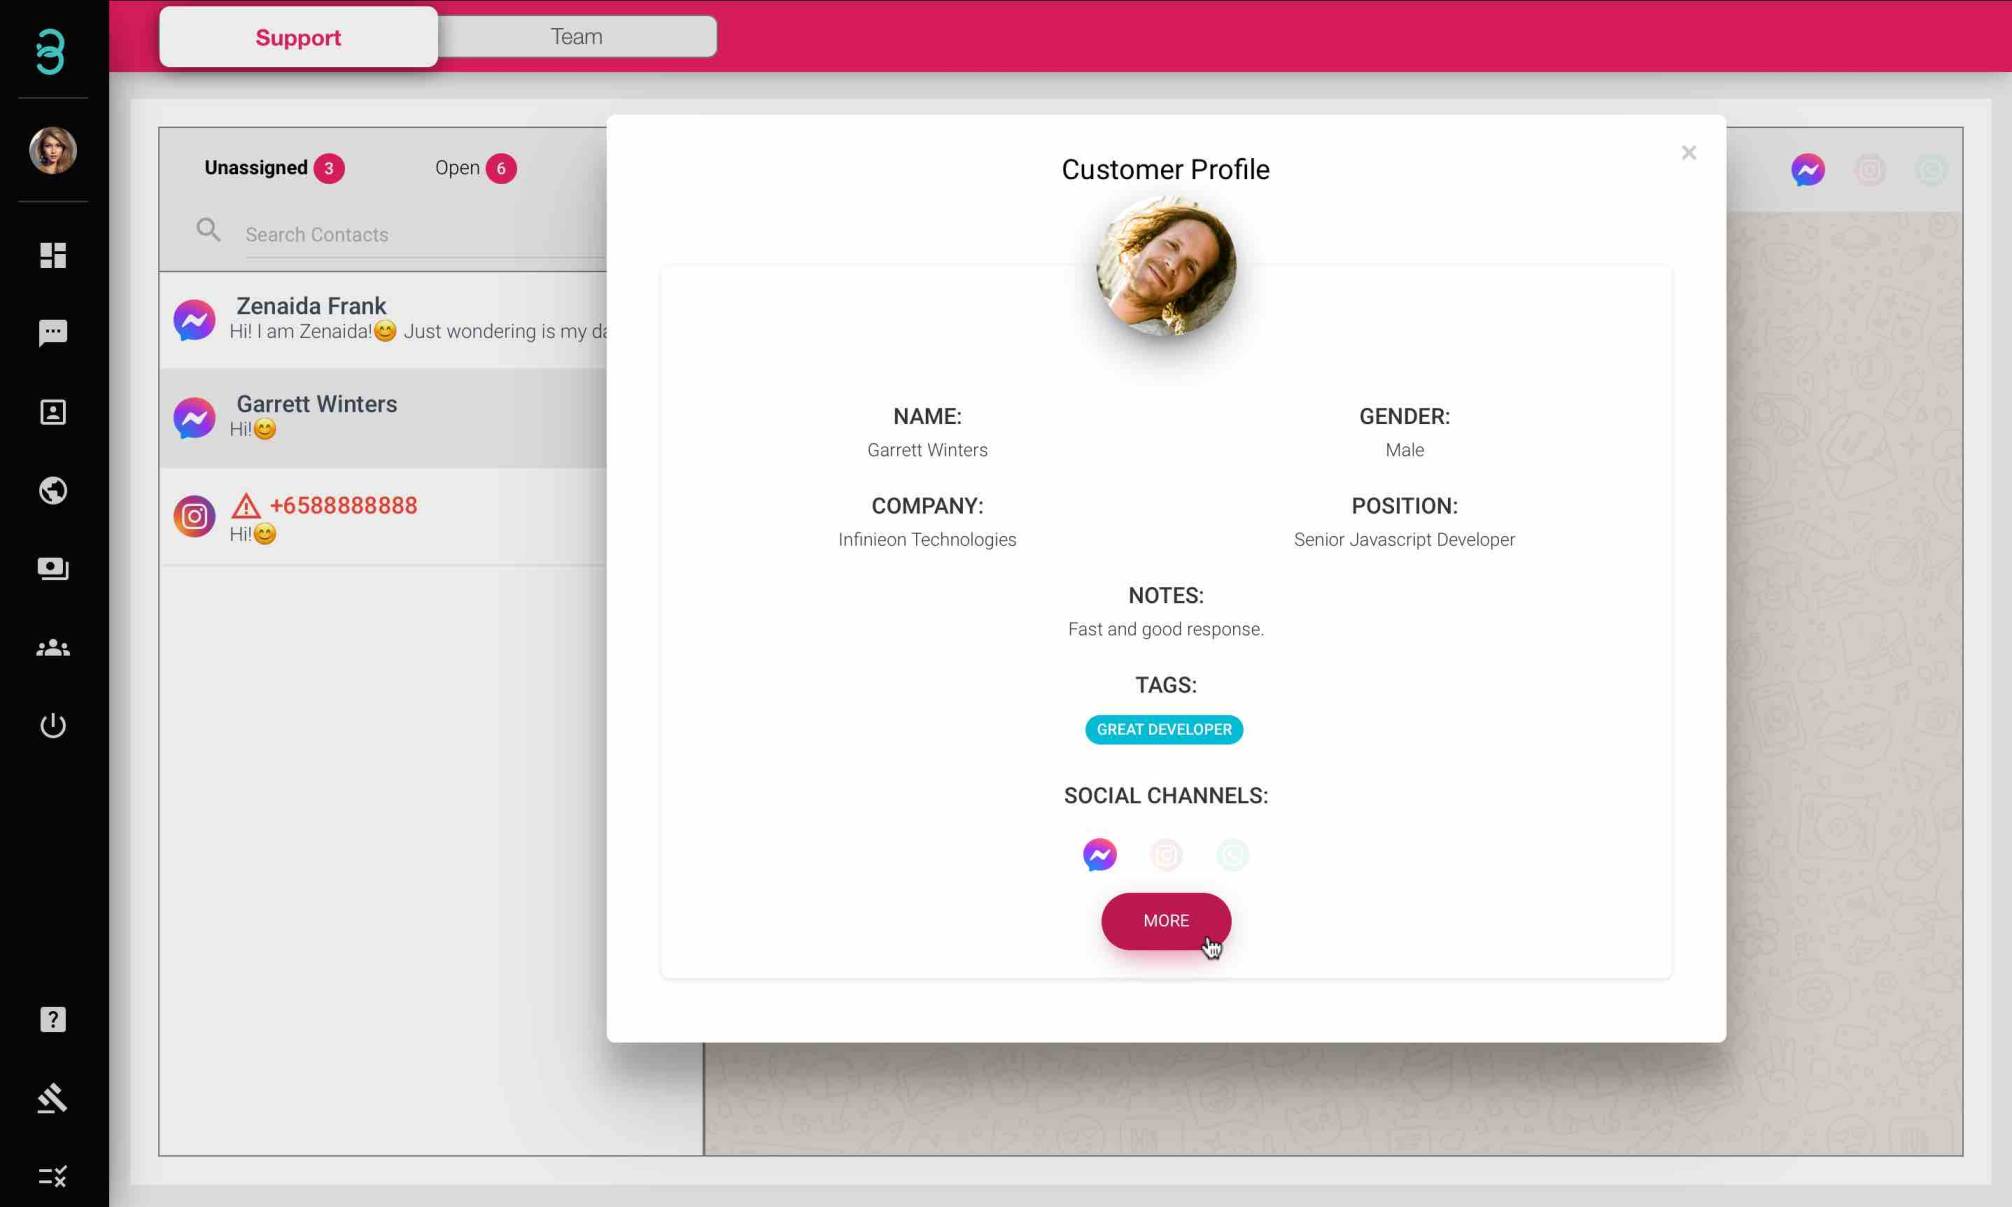 Support
Team
Unassigned 3
Open 6
Search Contacts
Zenaida Frank
Hi! I am Zenaida!😊 Just wondering is my da
Garrett Winters
Hi!😊
+6588888888
Hi!😊
Customer Profile
×
NAME:
Garrett Winters
GENDER:
Male
COMPANY:
Infinieon Technologies
POSITION:
Senior Javascript Developer
NOTES:
Fast and good response.
TAGS:
GREAT DEVELOPER
SOCIAL CHANNELS:
MORE